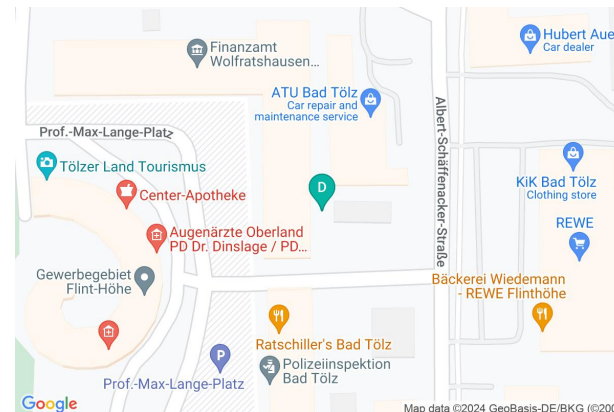 Finanzamt
Wolfratshausen...
Hubert Aue
Car dealer
ATU Bad Tölz
Car repair and
maintenance service
Prof.-Max-Lange-Platz
Albert-Schäffenacker-Straße
Tölzer Land Tourismus
Center-Apotheke
D
KiK Bad Tölz
Clothing store
Augenärzte Oberland
PD Dr. Dinslage / PD...
REWE
Gewerbegebiet
Flint-Höhe
Bäckerei Wiedemann
- REWE Flinthöhe
Ratschiller's Bad Tölz
P
Prof.-Max-Lange-Platz
Polizeiinspektion
Bad Tölz
Google
Map data ©2024 GeoBasis-DE/BKG (©200